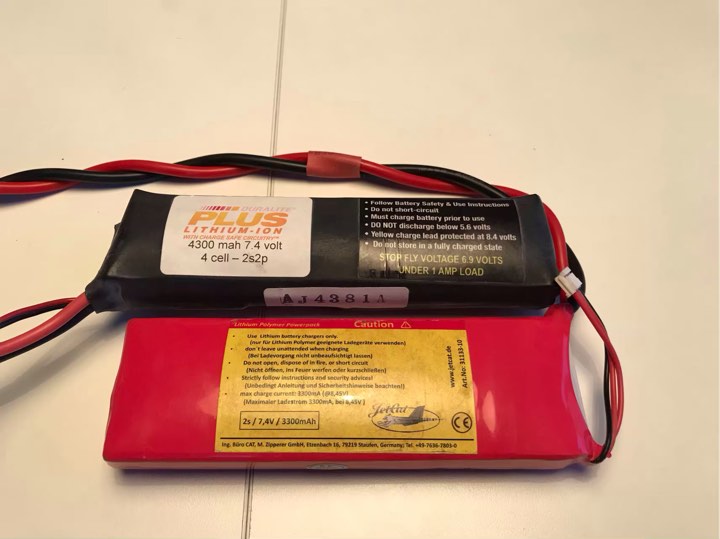 DURALITE
PLUS
LITHIUM-ION
WITH CHARGE SAFE CIRCUITRY
4300 mah 7.4 volt
4 cell – 2s2p
• Follow Battery Safety & Use Instructions
• Do not short-circuit
• Must charge battery prior to use
• DO NOT discharge below 5.6 volts
• Yellow charge lead protected at 8.4 volts
• Do not store in a fully charged state
STOP FLY VOLTAGE 6.9 VOLTS
UNDER 1 AMP LOAD
AJ4381A
Lithium Polymer Powerpack
Caution
- Use Lithium battery chargers only
(nur für Lithium Polymer geeignete Ladegeräte verwenden)
- don´t leave unattended when charging
(Bei Ladevorgang nicht unbeaufsichtigt lassen)
- Do not open, dispose of in fire, or short circuit
(Nicht öffnen, ins Feuer werfen oder kurzschließen)
- Strictly follow instructions and security advises!
(Unbedingt Anleitung und Sicherheitshinweise beachten!)
- max charge current: 3300mA (@8,45V)
(Maximaler Ladestrom 3300mA, bei 8,45V)
2s / 7,4V / 3300mAh
JetCat
CE
www.jetcat.de
Art.No: 31133-10
Ing. Büro CAT, M. Zipperer GmbH, Etzenbach 16, 79219 Staufen, Germany; Tel. +49-7636-7803-0